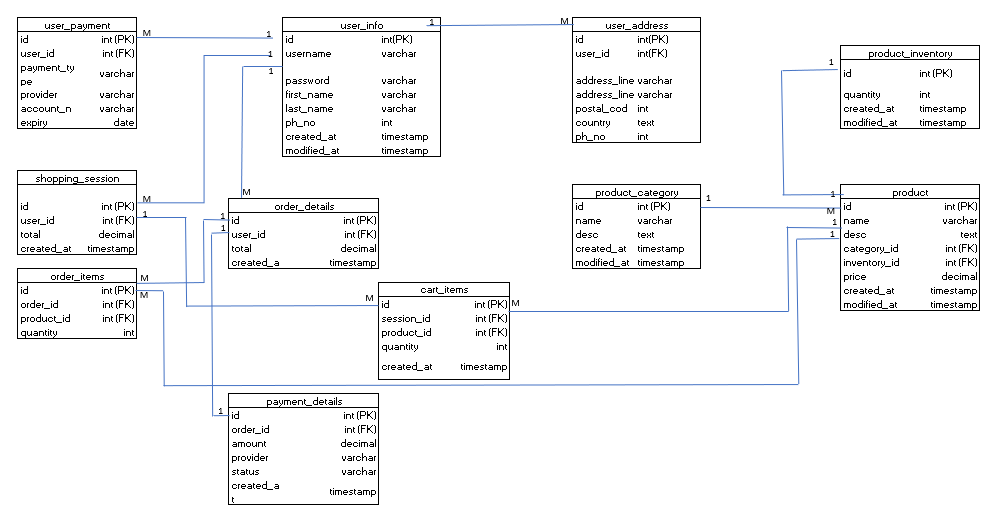 user_payment
id int (PK)
user_id int (FK)
payment_ty
pe varchar
provider varchar
account_n varchar
expiry date
M
1
1
1
user_info
id int(PK)
username varchar
password varchar
first_name varchar
last_name varchar
ph_no int
created_at timestamp
modified_at timestamp
1
M
user_address
id int(PK)
user_id int(FK)
address_line varchar
address_line varchar
postal_cod int
country text
ph_no int
1
product_inventory
id int (PK)
quantity int
created_at timestamp
modified_at timestamp
shopping_session
id int (PK)
user_id int (FK)
total decimal
created_at timestamp
M
1
M
1
1
order_details
id int (PK)
user_id int (FK)
total decimal
created_a timestamp
product_category
id int (PK)
name varchar
desc text
created_at timestamp
modified_at timestamp
1
1
M
1
1
product
id int (PK)
name varchar
desc text
category_id int (FK)
inventory_id int (FK)
price decimal
created_at timestamp
modified_at timestamp
order_items
id int (PK)
order_id int (FK)
product_id int (FK)
quantity int
M
M
M
cart_items
id int (PK)
session_id int (FK)
product_id int (FK)
quantity int
created_at timestamp
M
1
payment_details
id int (PK)
order_id int (FK)
amount decimal
provider varchar
status varchar
created_a
t timestamp